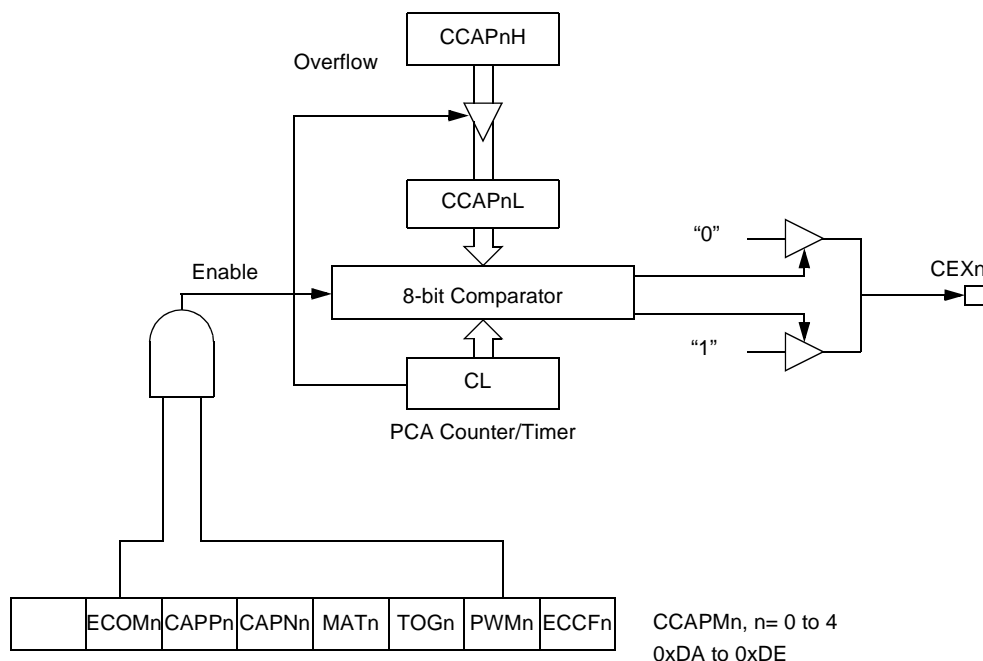 CCAPnH
Overflow
CCAPnL
“0”
Enable
CEXn
8-bit Comparator
“1”
CL
PCA Counter/Timer
ECOMn CAPPn CAPNn MATn TOGn PWMn ECCFn
CCAPMn, n= 0 to 4
0xDA to 0xDE